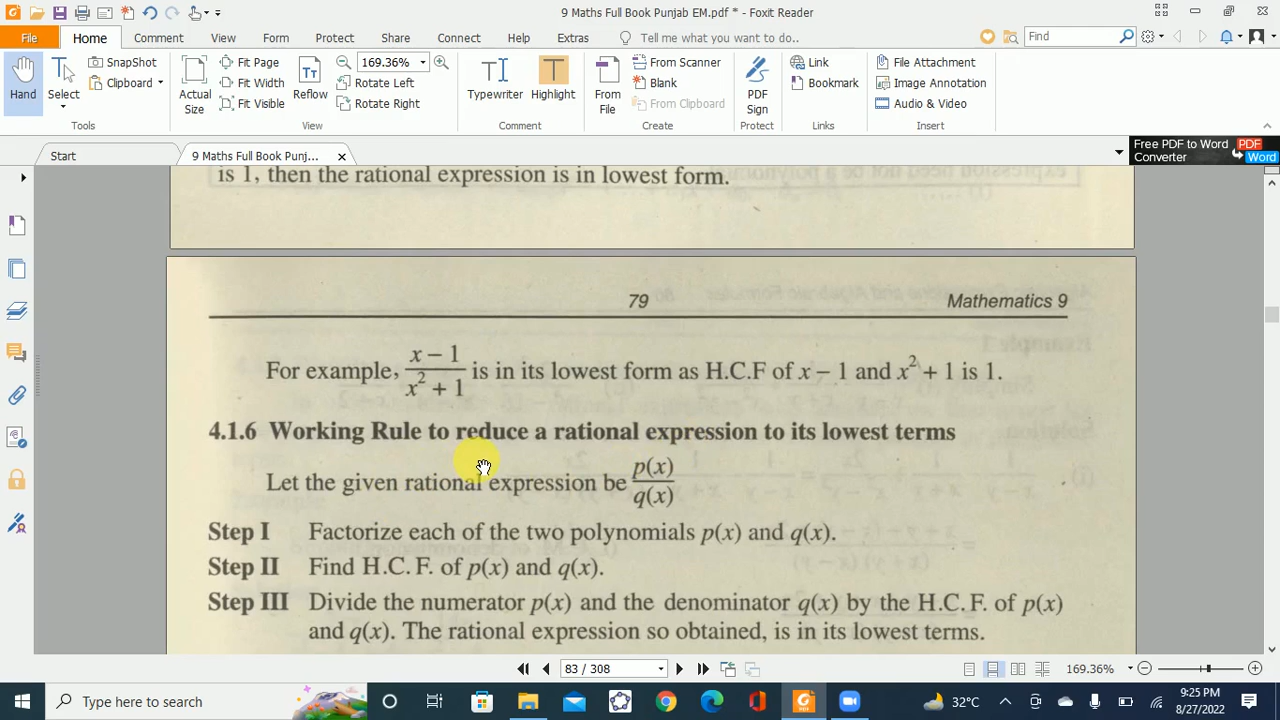 9 Maths Full Book Punjab EM.pdf * - Foxit Reader
File Home Comment View Form Protect Share Connect Help Extras Tell me what you want to do... Find
Hand
Select
SnapShot
Clipboard
Tools
Actual
Size
Fit Page
Fit Width
Fit Visible
Reflow
169.36%
Rotate Left
Rotate Right
View
Typewriter
Highlight
Comment
From
File
From Scanner
Blank
From Clipboard
Create
PDF
Sign
Protect
Link
Bookmark
Links
File Attachment
Image Annotation
Audio & Video
Insert
Start
9 Maths Full Book Punj...
Free PDF to Word
Converter
PDF
Word
is 1, then the rational expression is in lowest form.
79
Mathematics 9
For example, (x – 1)/(x² + 1) is in its lowest form as H.C.F of x – 1 and x² + 1 is 1.
4.1.6 Working Rule to reduce a rational expression to its lowest terms
Let the given rational expression be p(x)/q(x)
Step I Factorize each of the two polynomials p(x) and q(x).
Step II Find H.C.F. of p(x) and q(x).
Step III Divide the numerator p(x) and the denominator q(x) by the H.C.F. of p(x)
and q(x). The rational expression so obtained, is in its lowest terms.
83 / 308
169.36%
Type here to search
32°C
9:25 PM
8/27/2022